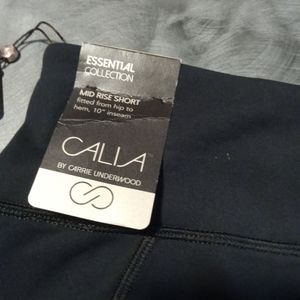 ESSENTIAL
COLLECTION
MID RISE SHORT
fitted from hip to
hem, 10" inseam
CALIA
BY CARRIE UNDERWOOD